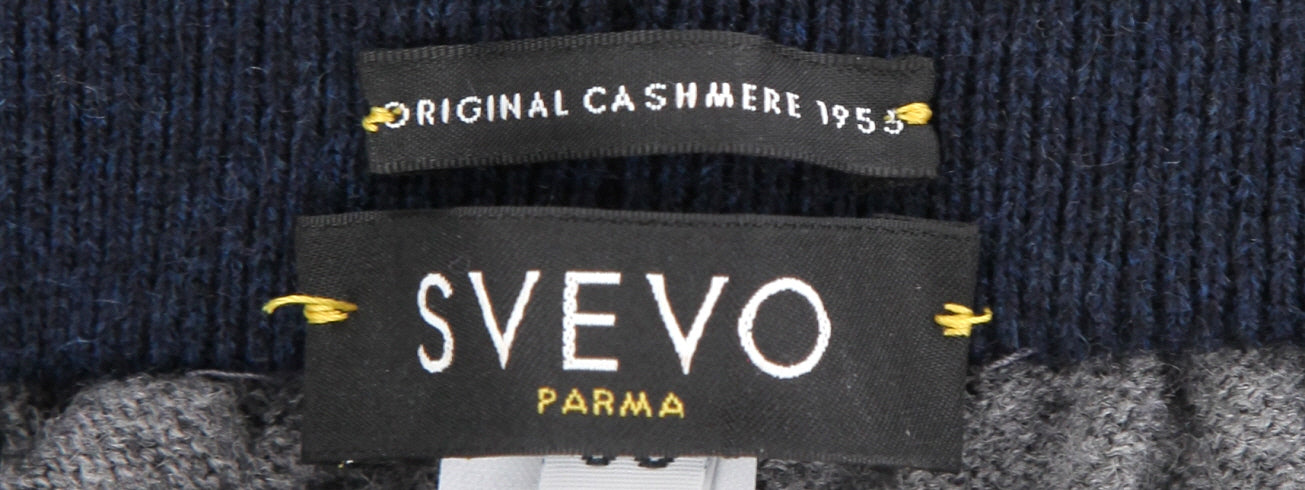 ORIGINAL CASHMERE 1955
SVEVO
PARMA